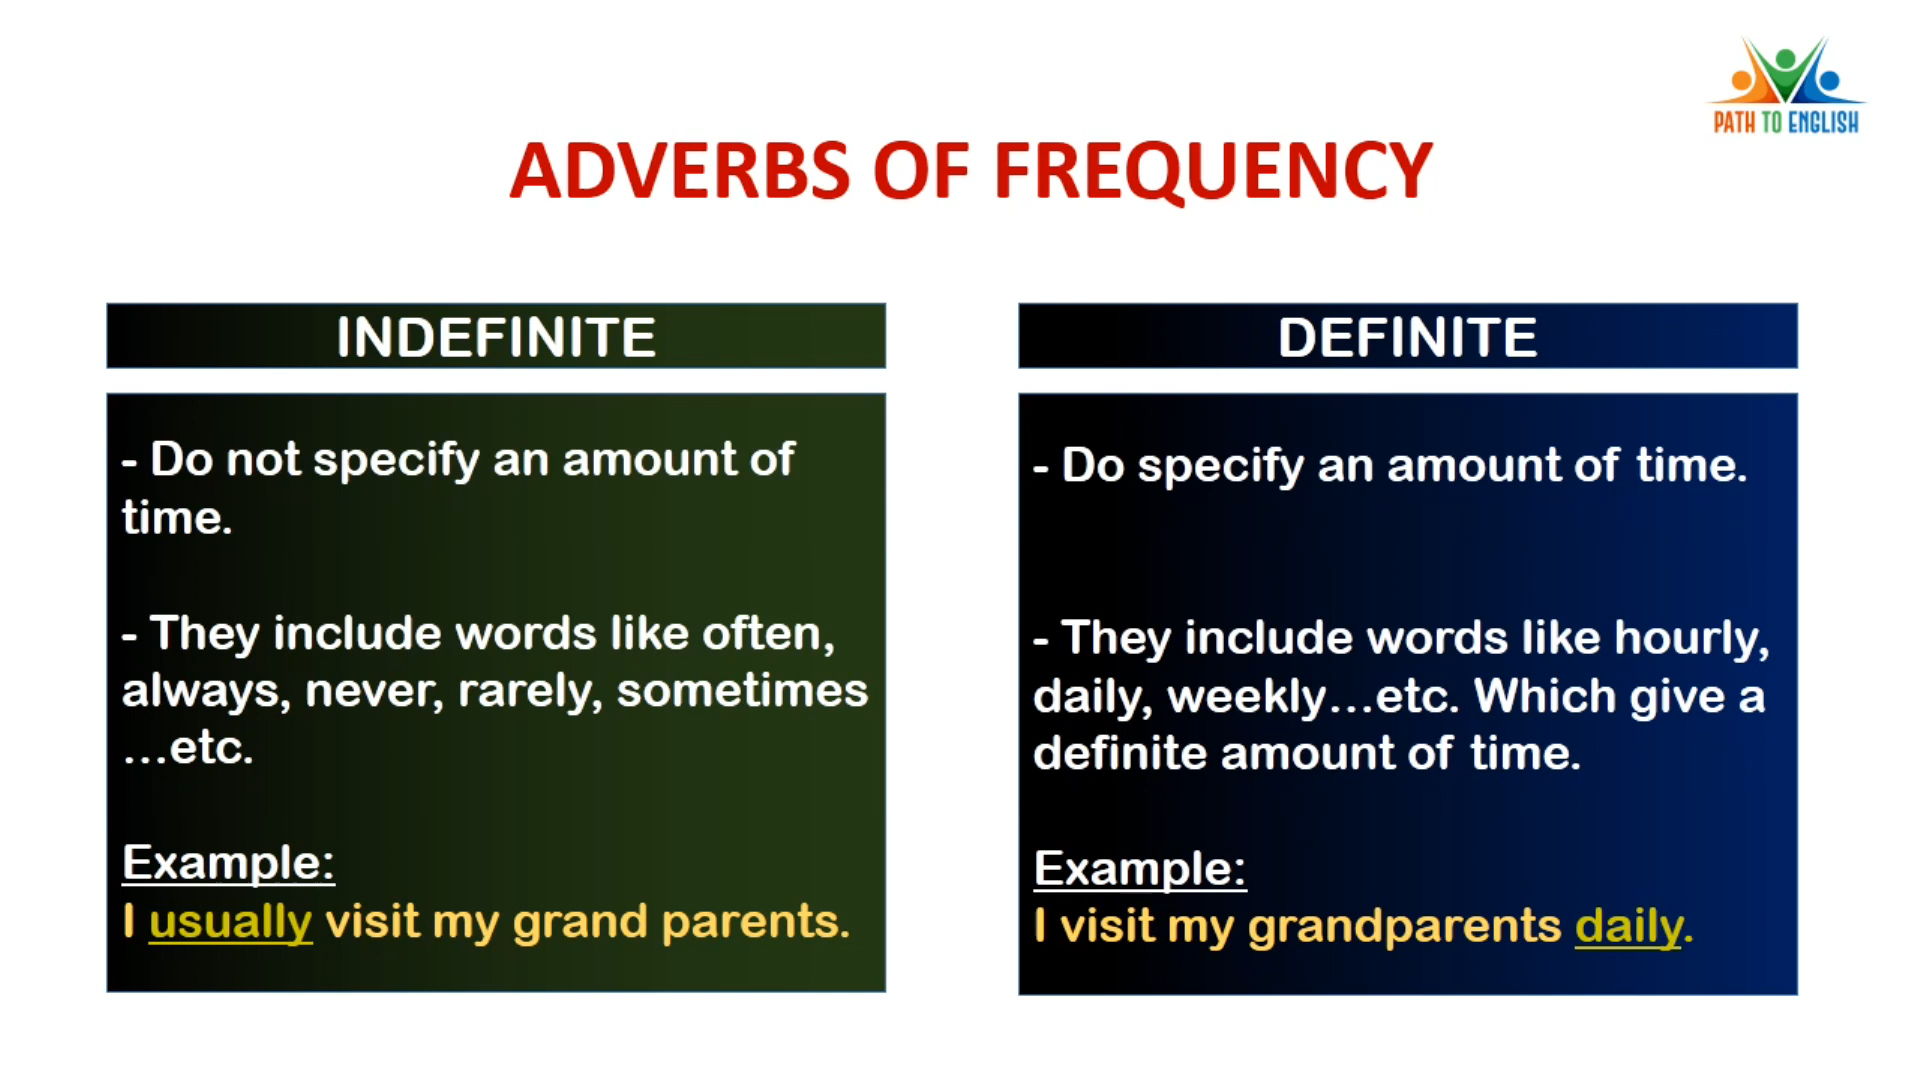 PATH TO ENGLISH
ADVERBS OF FREQUENCY
INDEFINITE
- Do not specify an amount of
time.
- They include words like often,
always, never, rarely, sometimes
...etc.
Example:
I usually visit my grand parents.
DEFINITE
- Do specify an amount of time.
- They include words like hourly,
daily, weekly...etc. Which give a
definite amount of time.
Example:
I visit my grandparents daily.